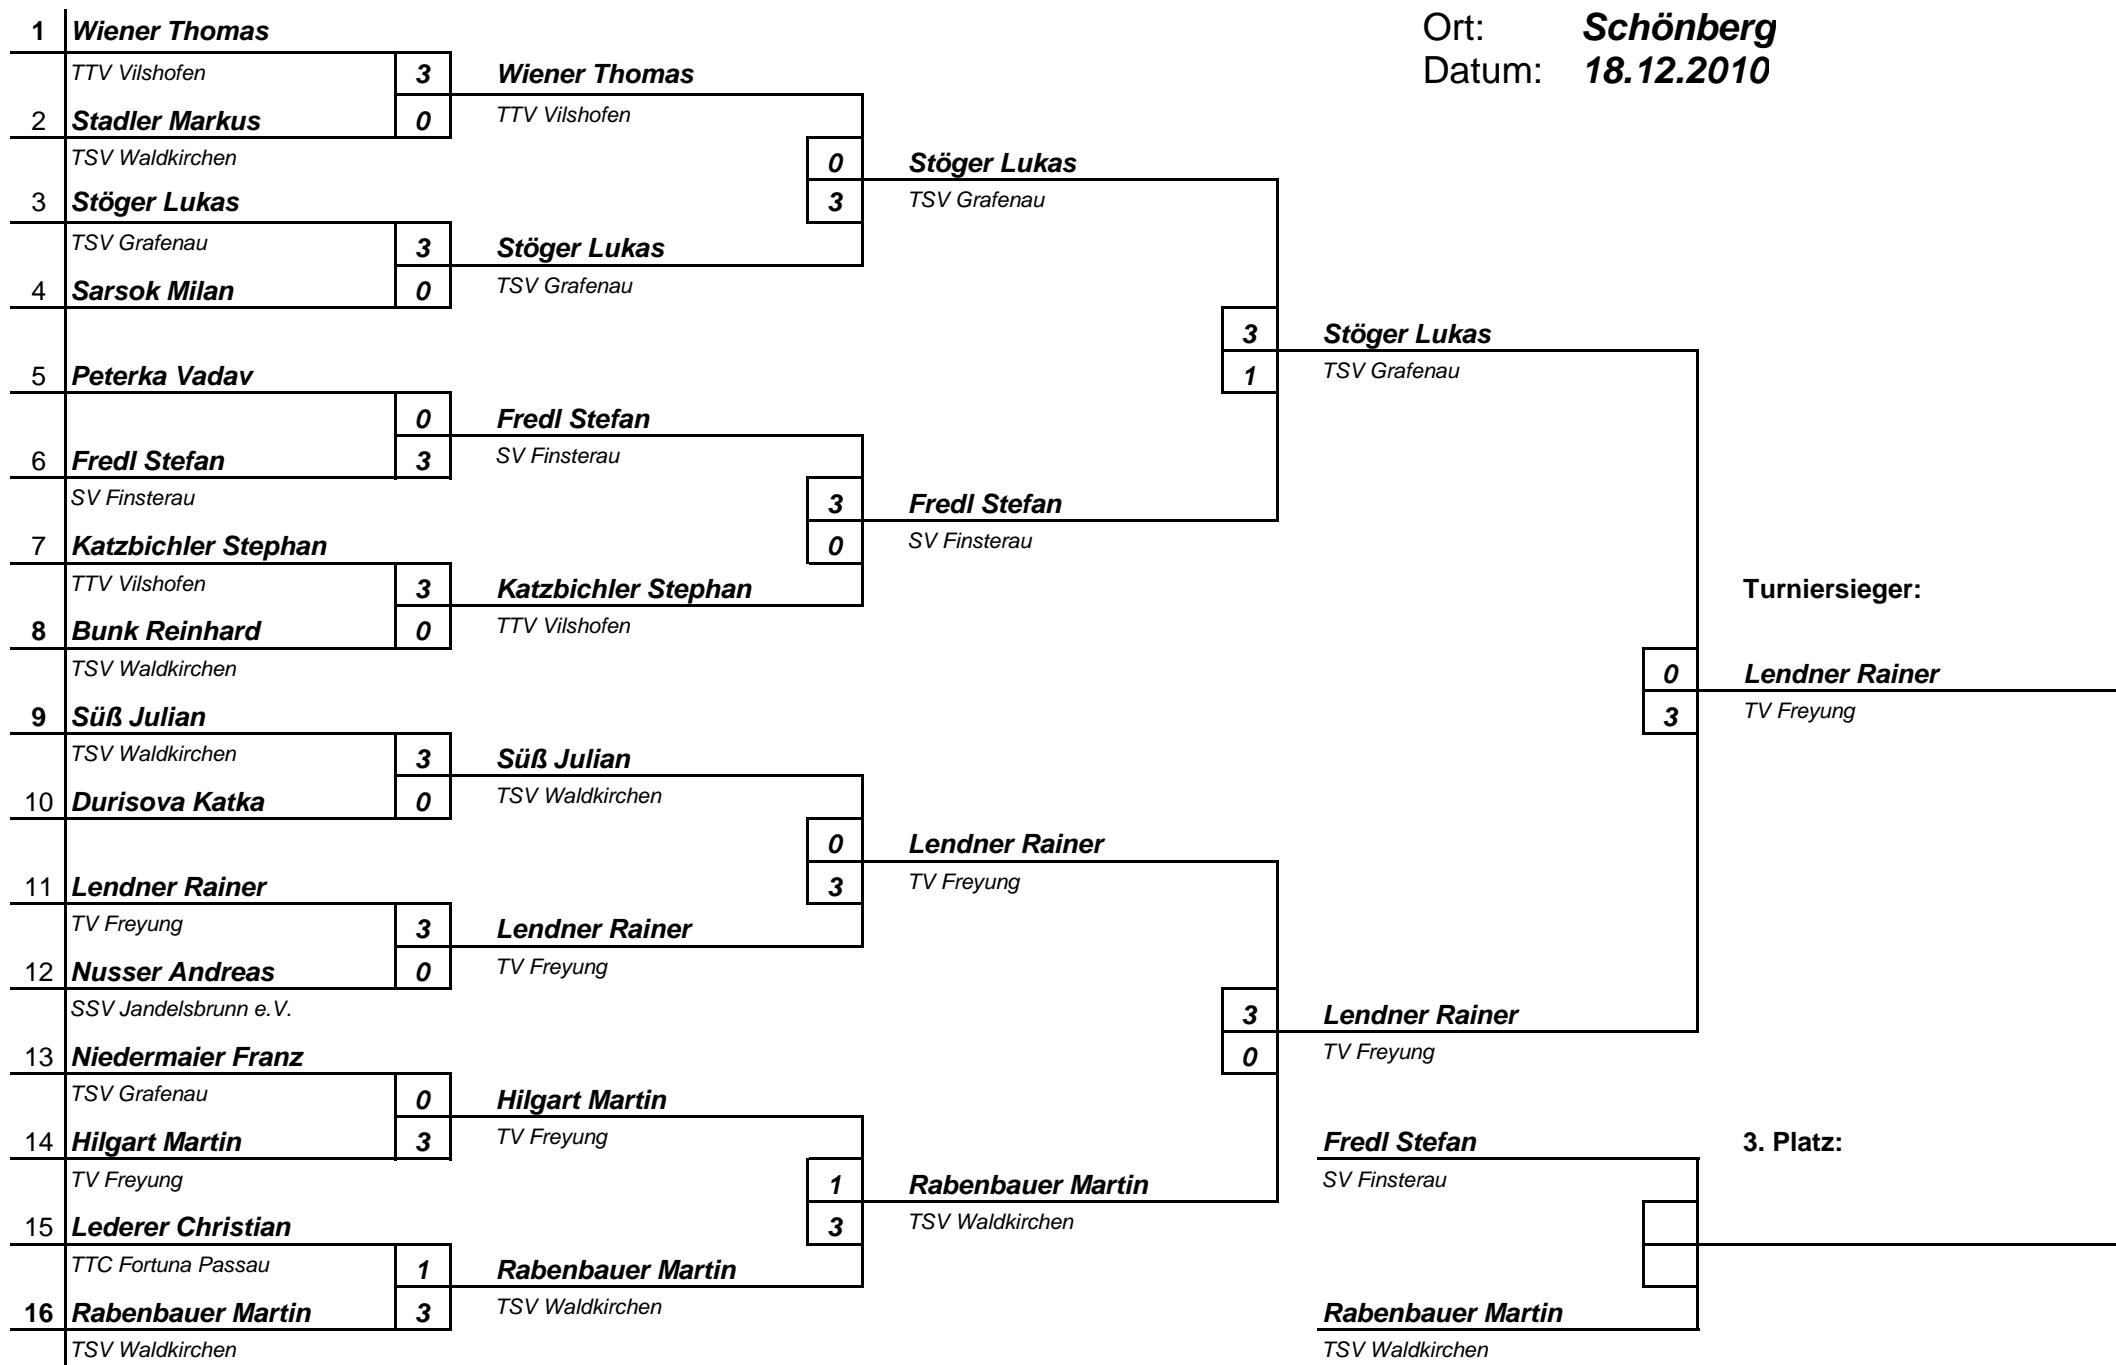 Ort: Schönberg
Datum: 18.12.2010
1 Wiener Thomas
TTV Vilshofen 3
2 Stadler Markus 0
TSV Waldkirchen
3 Stöger Lukas
TSV Grafenau 3
4 Sarsok Milan 0
5 Peterka Vadav
0
6 Fredl Stefan 3
SV Finsterau
7 Katzbichler Stephan
TTV Vilshofen 3
8 Bunk Reinhard 0
TSV Waldkirchen
9 Süß Julian
TSV Waldkirchen 3
10 Durisova Katka 0
11 Lendner Rainer
TV Freyung 3
12 Nusser Andreas 0
SSV Jandelsbrunn e.V.
13 Niedermaier Franz
TSV Grafenau 0
14 Hilgart Martin 3
TV Freyung
15 Lederer Christian
TTC Fortuna Passau 1
16 Rabenbauer Martin 3
TSV Waldkirchen
Wiener Thomas
TTV Vilshofen
0
3
Stöger Lukas
TSV Grafenau
Fredl Stefan
SV Finsterau
3
0
Katzbichler Stephan
TTV Vilshofen
Süß Julian
TSV Waldkirchen
0
3
Lendner Rainer
TV Freyung
Hilgart Martin
TV Freyung
1
3
Rabenbauer Martin
TSV Waldkirchen
Stöger Lukas
TSV Grafenau
3
1
Fredl Stefan
SV Finsterau
Lendner Rainer
TV Freyung
3
0
Rabenbauer Martin
TSV Waldkirchen
Stöger Lukas
TSV Grafenau
0
3
Lendner Rainer
TV Freyung
Turniersieger:
Lendner Rainer
TV Freyung
Fredl Stefan
SV Finsterau
3. Platz:
Rabenbauer Martin
TSV Waldkirchen